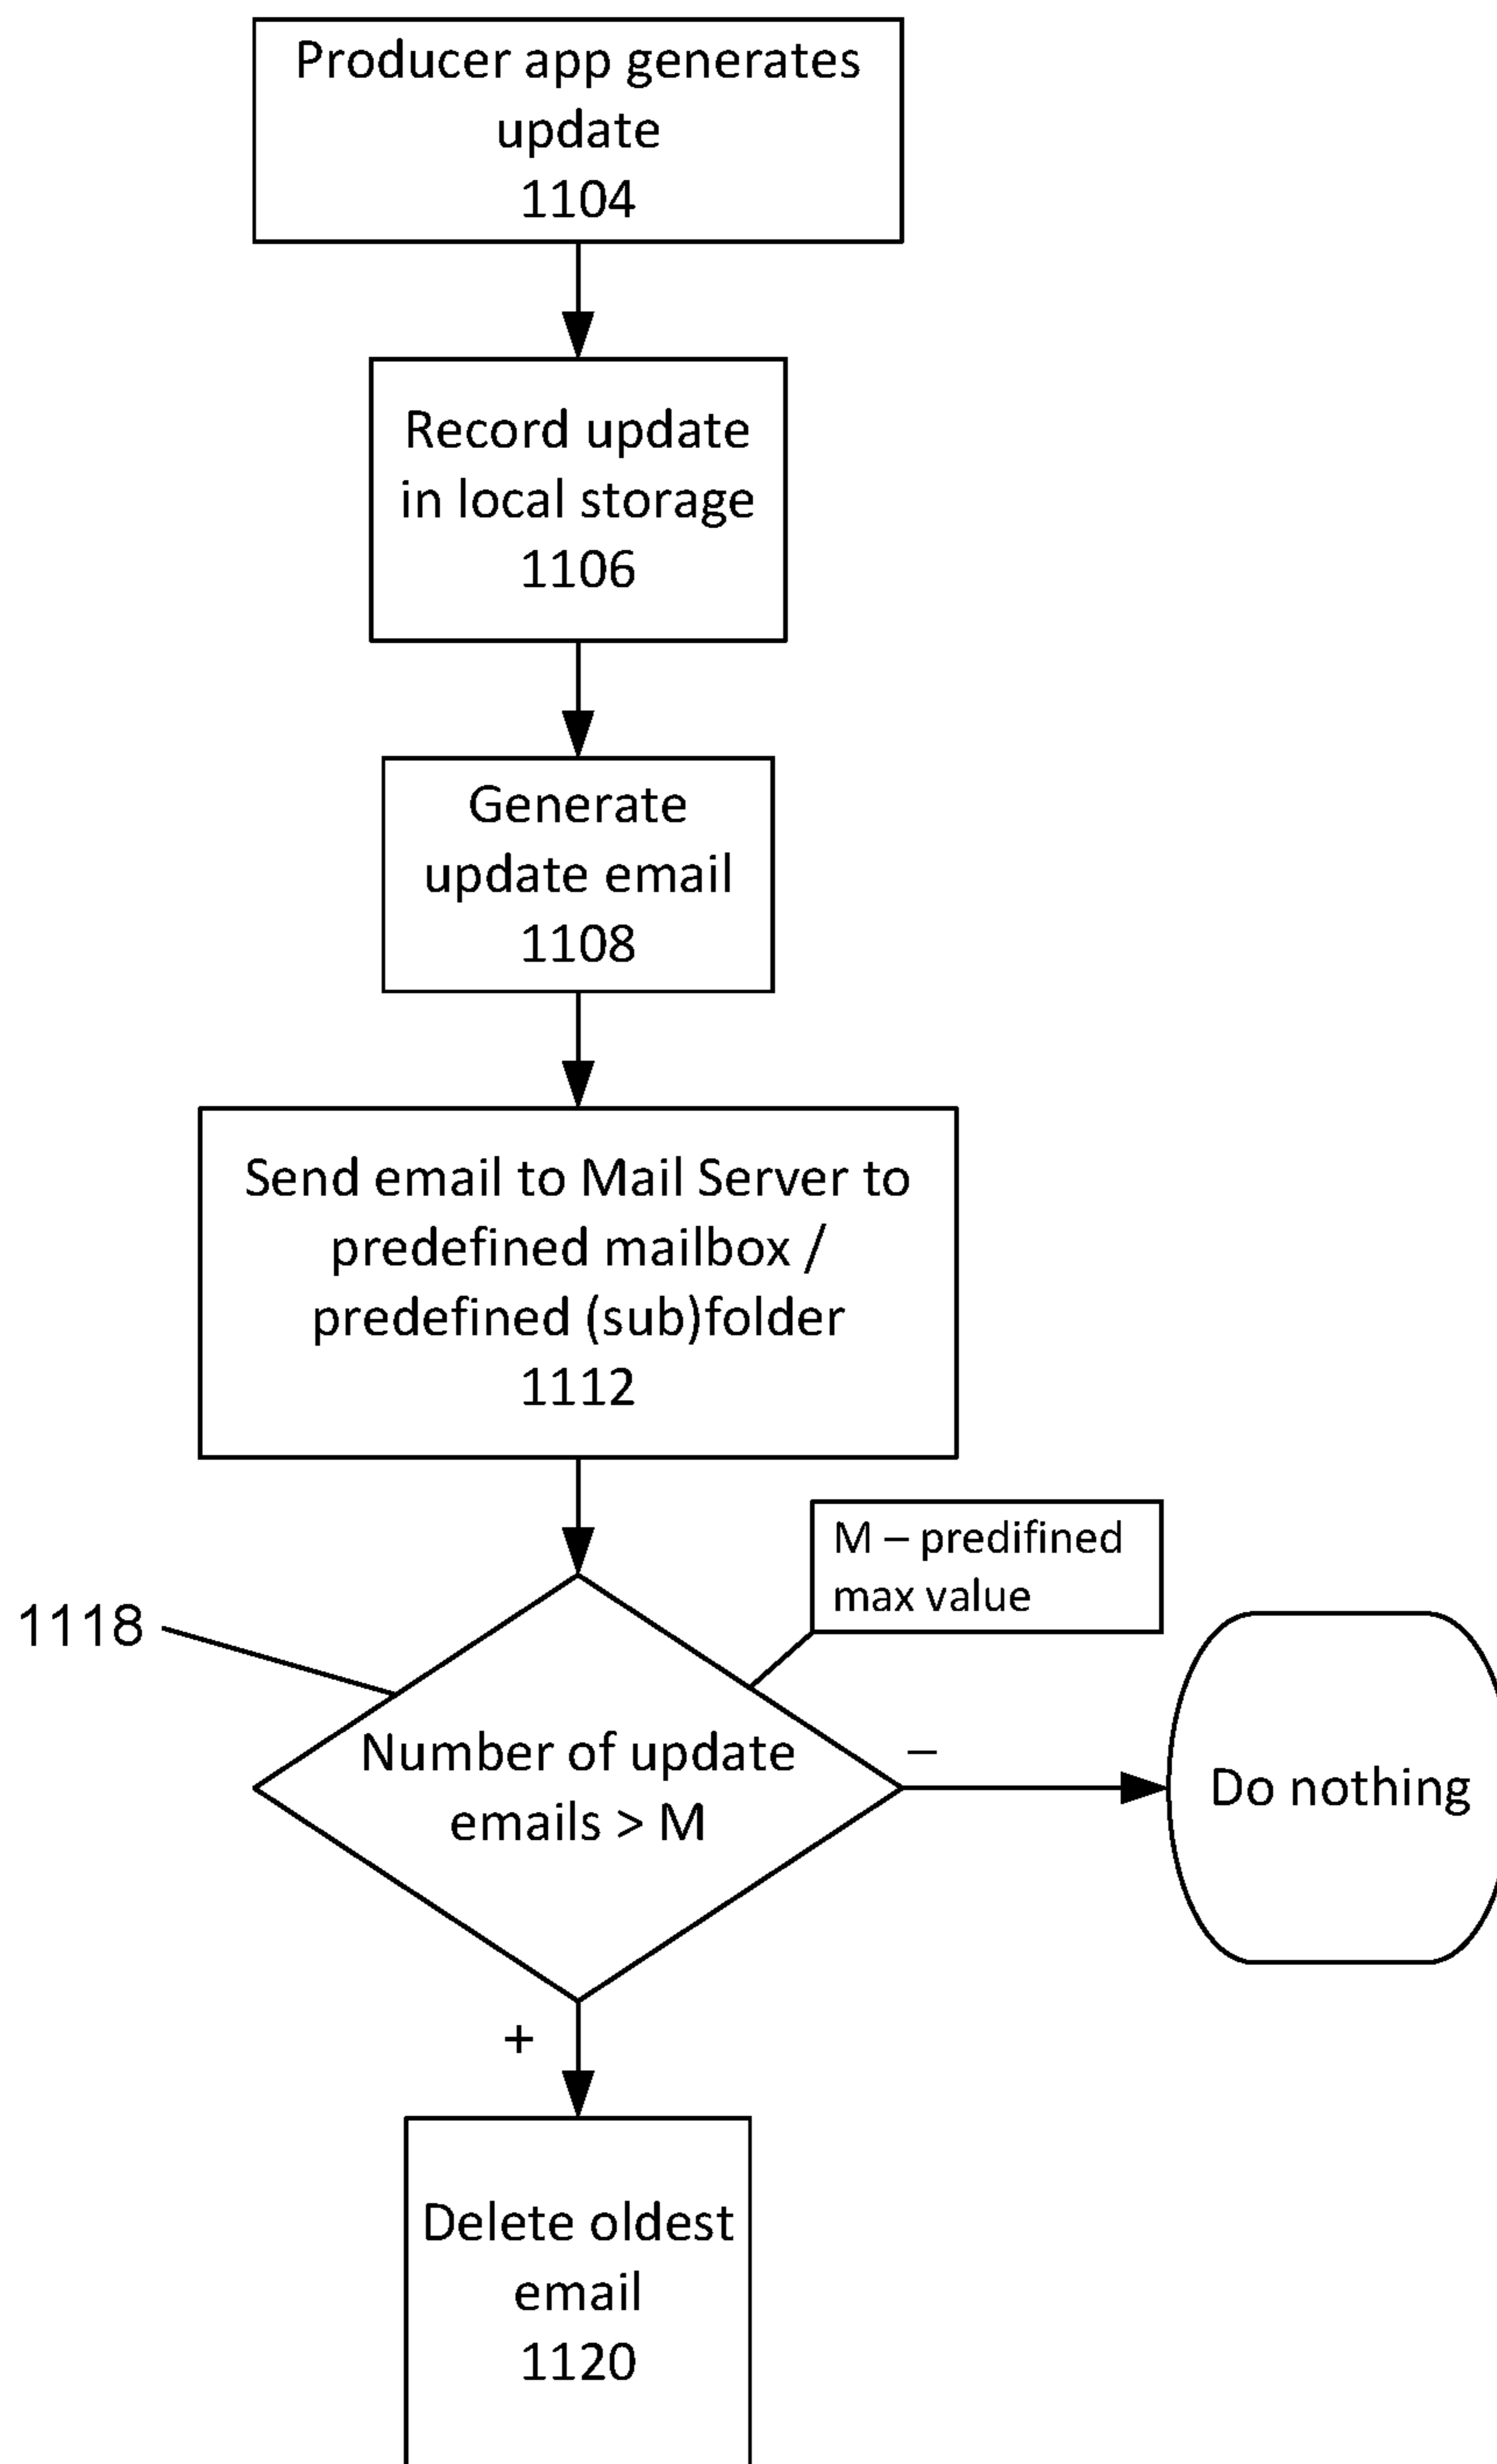 Producer app generates
update
1104
Record update
in local storage
1106
Generate
update email
1108
Send email to Mail Server to
predefined mailbox /
predefined (sub)folder
1112
M – predifined
max value
1118
Number of update
emails > M
–
Do nothing
+
Delete oldest
email
1120